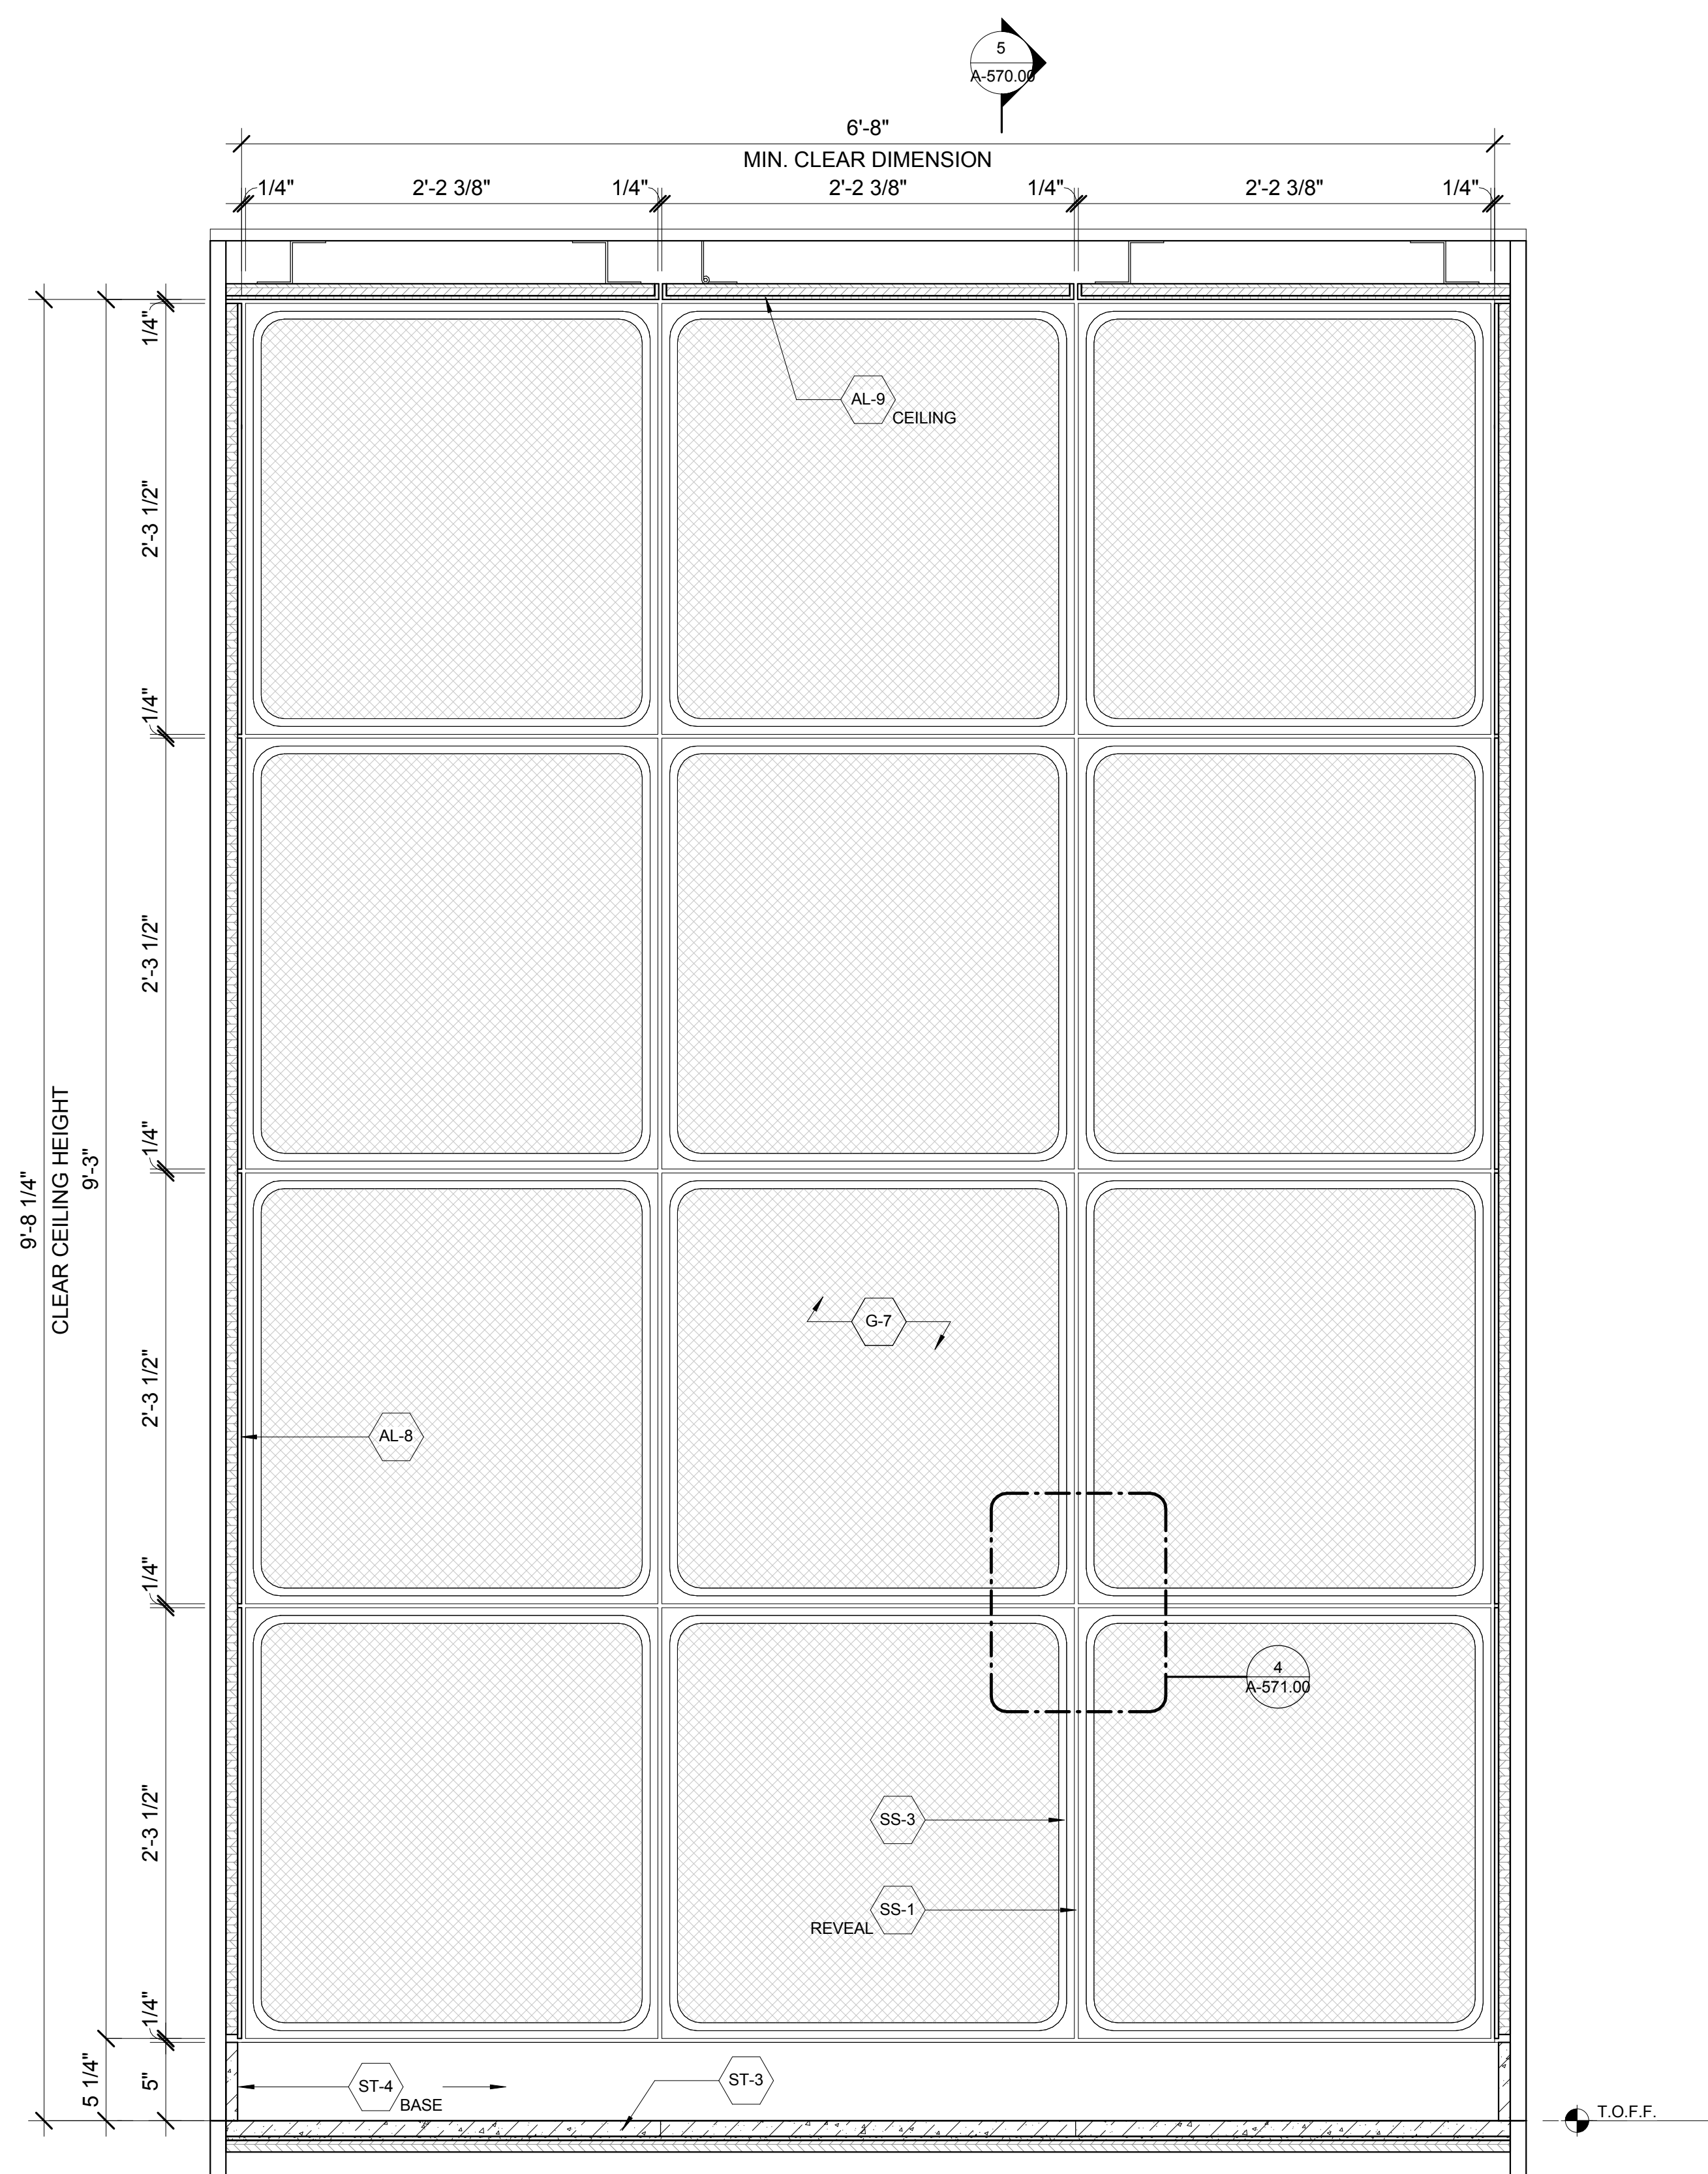 5
A-570.00
6'-8"
MIN. CLEAR DIMENSION
1/4" 2'-2 3/8" 1/4" 2'-2 3/8" 1/4" 2'-2 3/8" 1/4"
1/4"
AL-9
CEILING
2'-3 1/2"
1/4"
2'-3 1/2"
1/4"
9'-8 1/4"
CLEAR CEILING HEIGHT
9'-3"
G-7
2'-3 1/2"
AL-8
1/4"
4
A-571.00
2'-3 1/2"
SS-3
SS-1
REVEAL
1/4"
5 1/4"
5"
ST-4
BASE
ST-3
T.O.F.F.